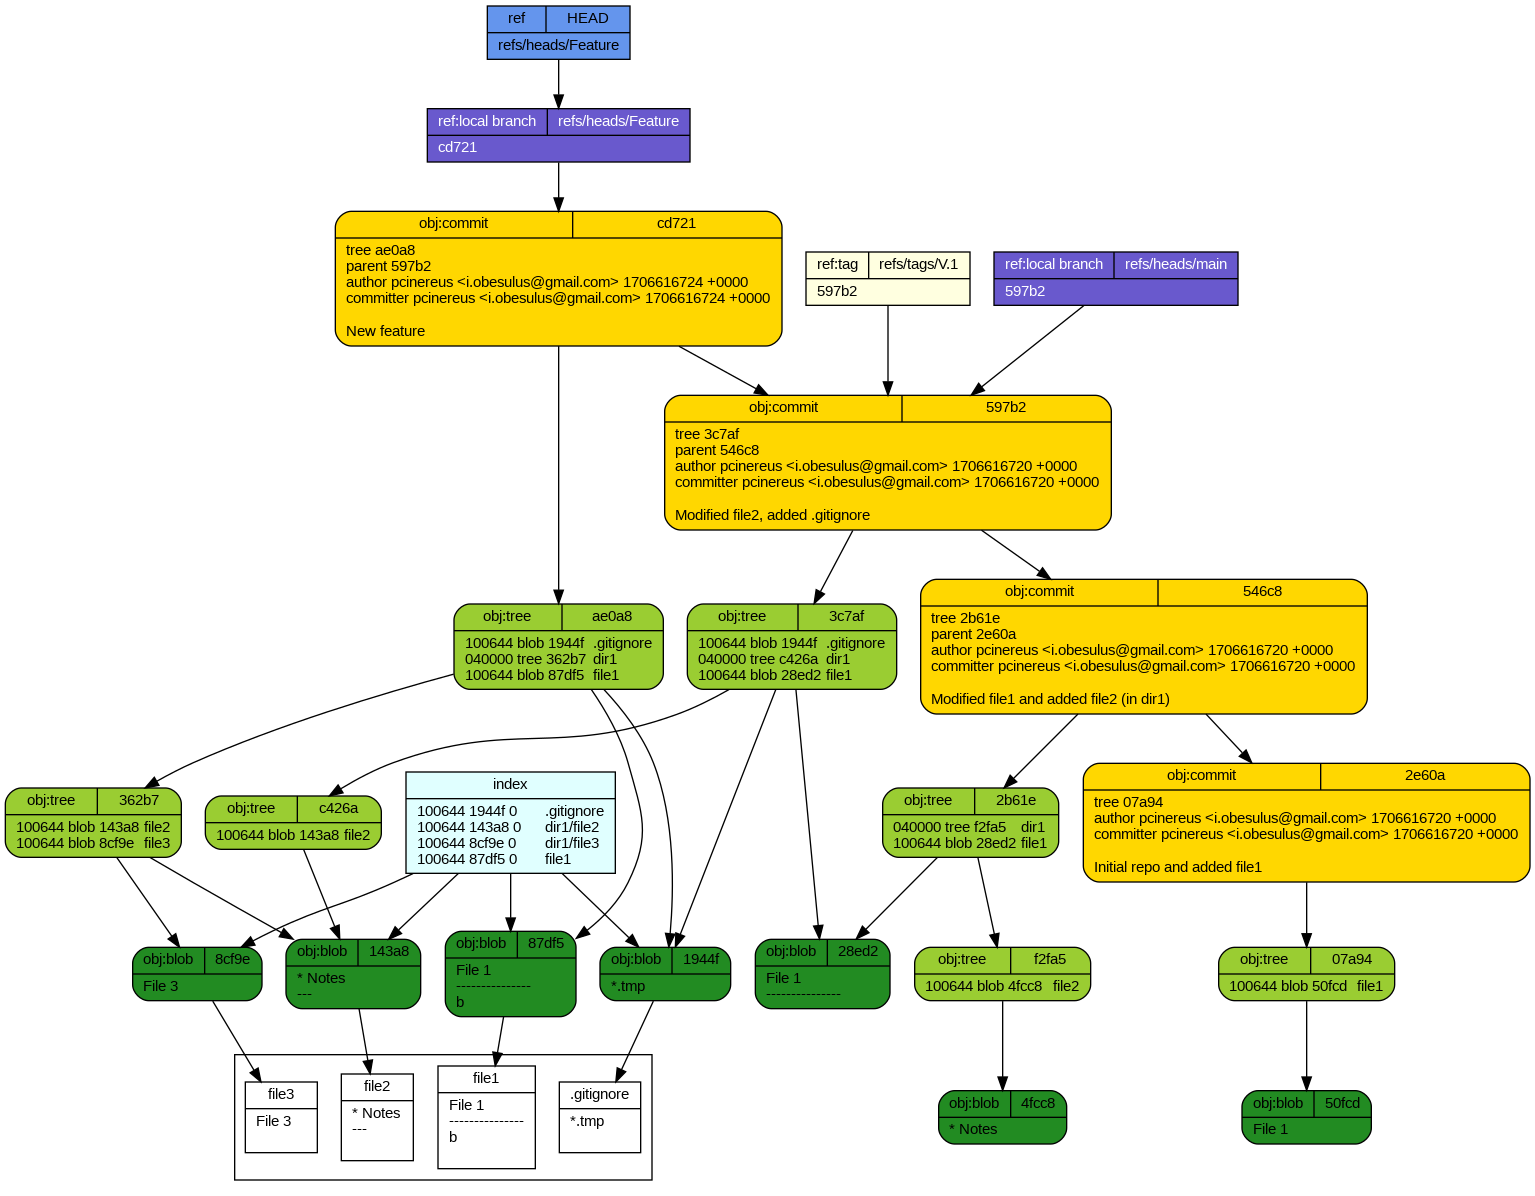 ref HEAD
refs/heads/Feature
ref:local branch refs/heads/Feature
cd721
obj:commit cd721
tree ae0a8
parent 597b2
author pcinereus <i.obesulus@gmail.com> 1706616724 +0000
committer pcinereus <i.obesulus@gmail.com> 1706616724 +0000
New feature
ref:tag refs/tags/V.1
597b2
ref:local branch refs/heads/main
597b2
obj:commit 597b2
tree 3c7af
parent 546c8
author pcinereus <i.obesulus@gmail.com> 1706616720 +0000
committer pcinereus <i.obesulus@gmail.com> 1706616720 +0000
Modified file2, added .gitignore
obj:commit 546c8
tree 2b61e
parent 2e60a
author pcinereus <i.obesulus@gmail.com> 1706616720 +0000
committer pcinereus <i.obesulus@gmail.com> 1706616720 +0000
Modified file1 and added file2 (in dir1)
obj:tree ae0a8
100644 blob 1944f .gitignore
040000 tree 362b7 dir1
100644 blob 87df5 file1
obj:tree 3c7af
100644 blob 1944f .gitignore
040000 tree c426a dir1
100644 blob 28ed2 file1
obj:commit 2e60a
tree 07a94
author pcinereus <i.obesulus@gmail.com> 1706616720 +0000
committer pcinereus <i.obesulus@gmail.com> 1706616720 +0000
Initial repo and added file1
obj:tree 362b7
100644 blob 143a8 file2
100644 blob 8cf9e file3
obj:tree c426a
100644 blob 143a8 file2
index
100644 1944f 0 .gitignore
100644 143a8 0 dir1/file2
100644 8cf9e 0 dir1/file3
100644 87df5 0 file1
obj:tree 2b61e
040000 tree f2fa5 dir1
100644 blob 28ed2 file1
obj:blob 8cf9e
File 3
obj:blob 143a8
* Notes
---
obj:blob 87df5
File 1
---------------
b
obj:blob 1944f
*.tmp
obj:blob 28ed2
File 1
---------------
obj:tree f2fa5
100644 blob 4fcc8 file2
obj:tree 07a94
100644 blob 50fcd file1
file3
File 3
file2
* Notes
---
file1
File 1
---------------
b
.gitignore
*.tmp
obj:blob 4fcc8
* Notes
obj:blob 50fcd
File 1